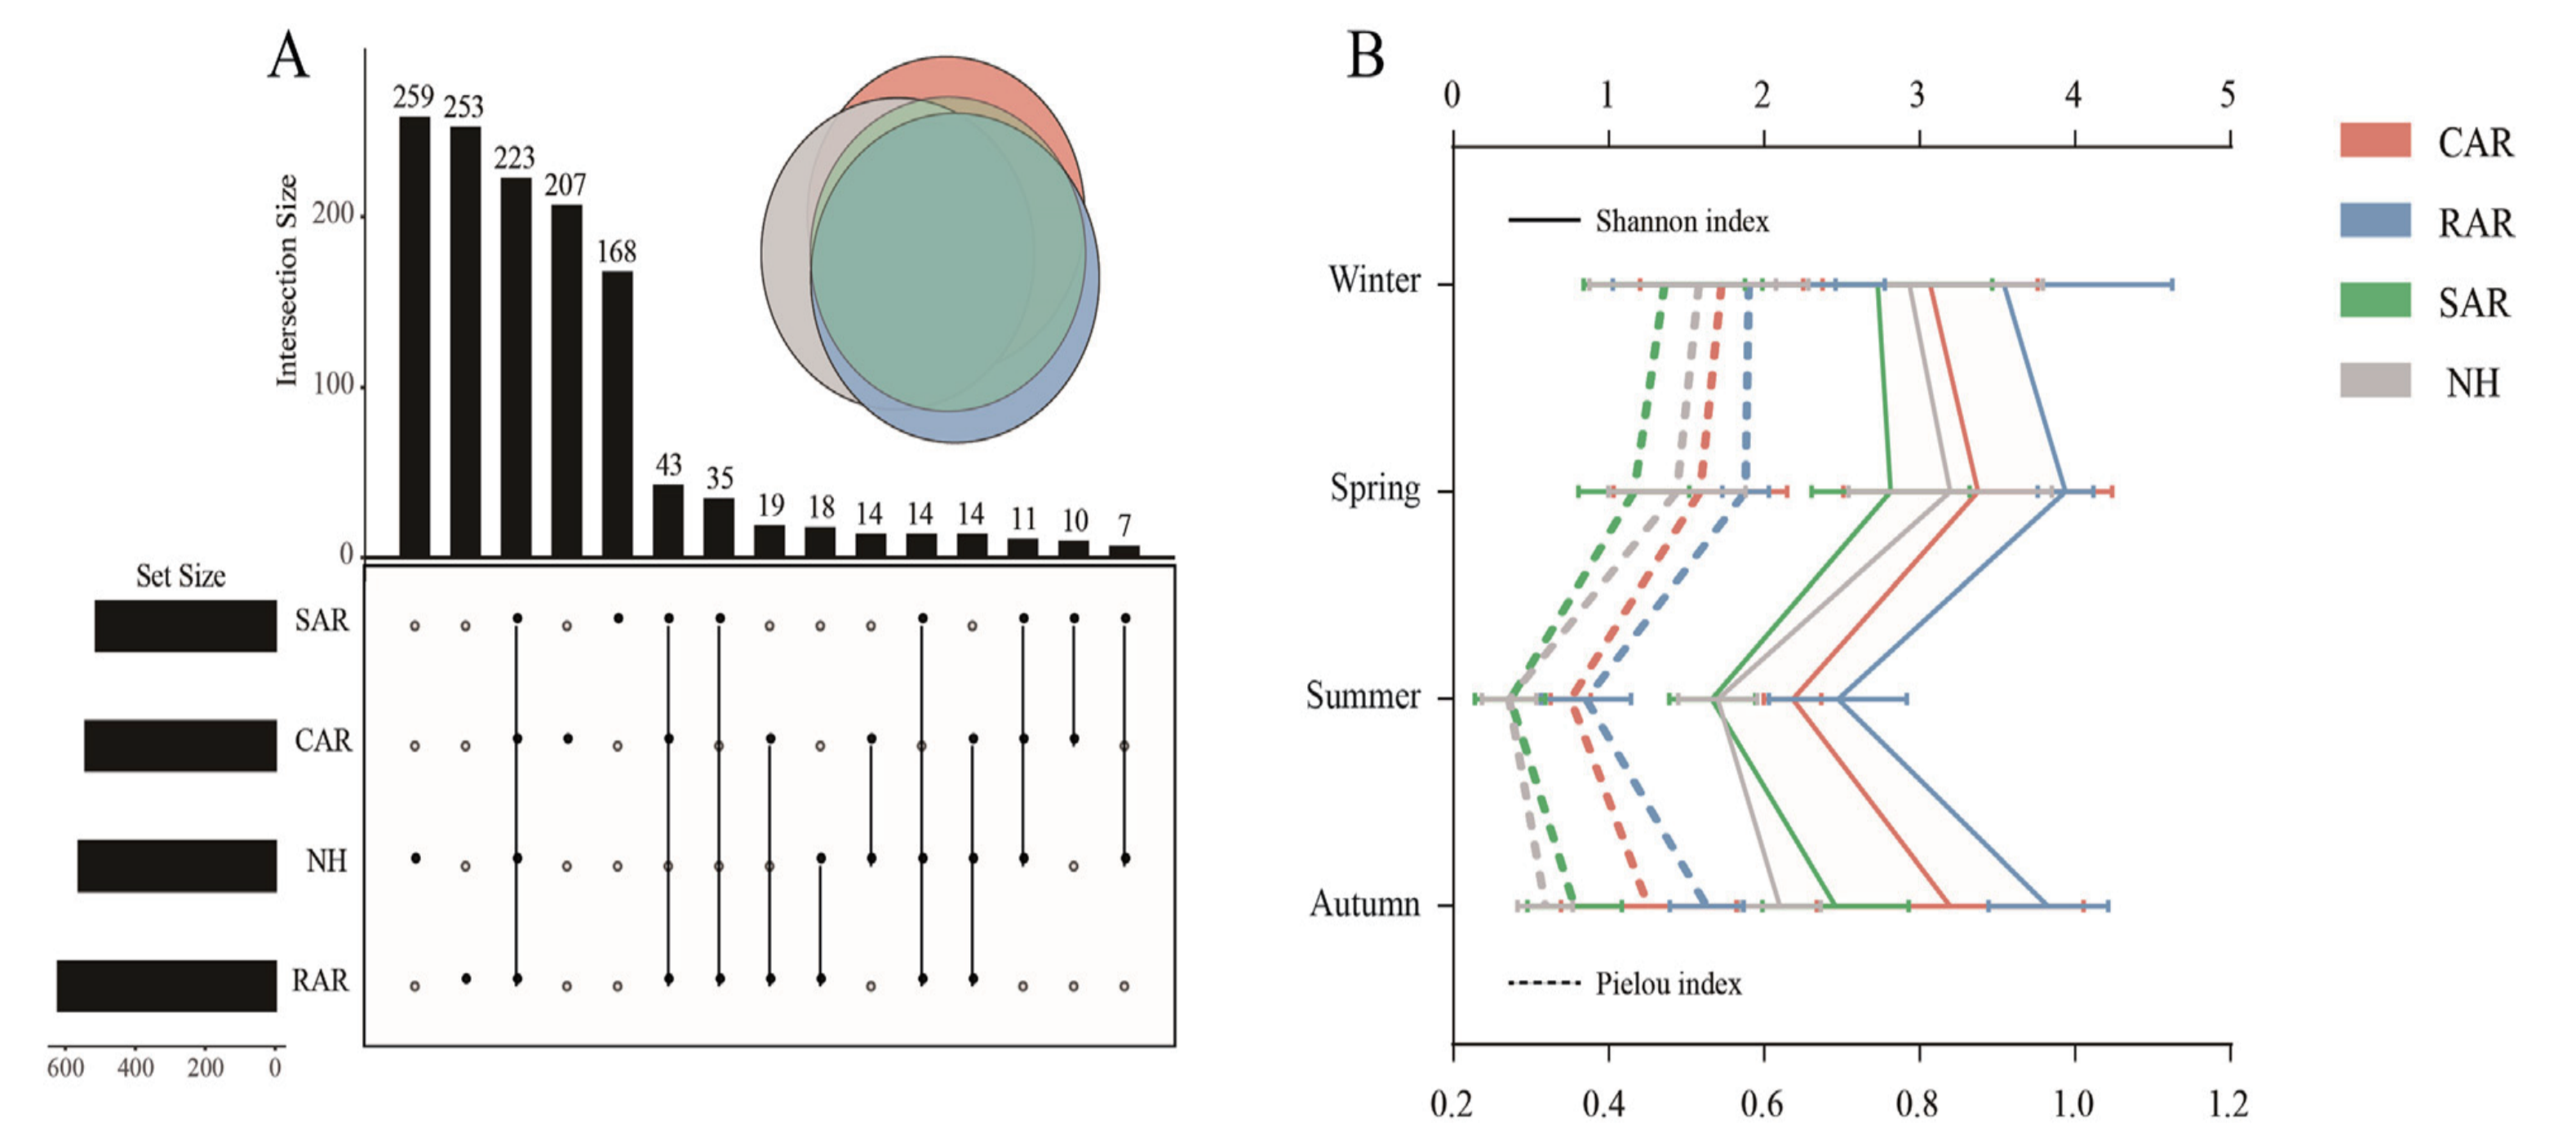 A
Intersection Size
200
100
0
259
253
223
207
168
43
35
19
18
14
14
14
11
10
7
Set Size
SAR
CAR
NH
RAR
600 400 200 0
B
0 1 2 3 4 5
Shannon index
Winter
Spring
Summer
Autumn
Pielou index
0.2 0.4 0.6 0.8 1.0 1.2
CAR
RAR
SAR
NH